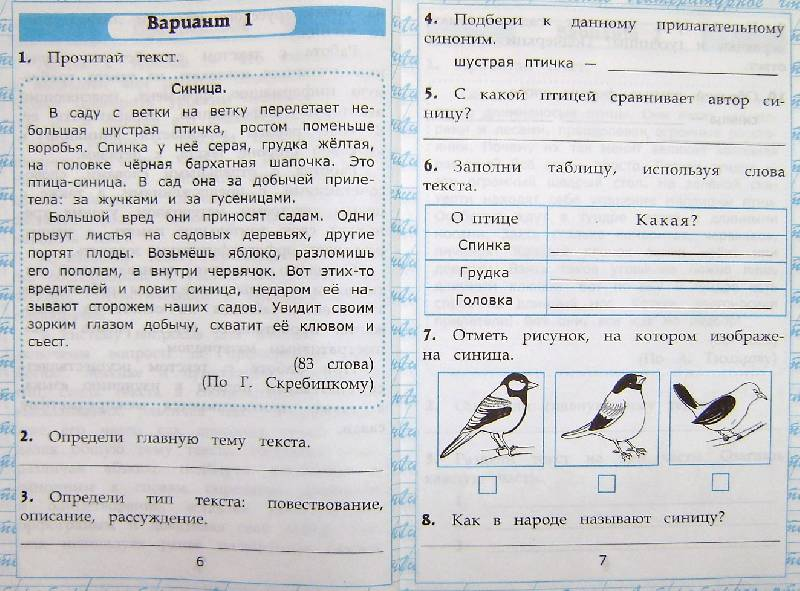 Вариант 1
1. Прочитай текст.
Синица.
В саду с ветки на ветку перелетает не-
большая шустрая птичка, ростом поменьше
воробья. Спинка у неё серая, грудка жёлтая,
на головке чёрная бархатная шапочка. Это
птица-синица. В сад она за добычей приле-
тела: за жучками и за гусеницами.
Большой вред они приносят садам. Одни
грызут листья на садовых деревьях, другие
портят плоды. Возьмёшь яблоко, разломишь
его пополам, а внутри червячок. Вот этих-то
вредителей и ловит синица, недаром её на-
зывают сторожем наших садов. Увидит своим
зорким глазом добычу, схватит её клювом и
съест.
(83 слова)
(По Г. Скребицкому)
2. Определи главную тему текста.
3. Определи тип текста: повествование,
описание, рассуждение.
6
4. Подбери к данному прилагательному
синоним.
шустрая птичка —
5. С какой птицей сравнивает автор си-
ницу?
6. Заполни таблицу, используя слова
текста.
О птице Какая?
Спинка
Грудка
Головка
7. Отметь рисунок, на котором изображе-
на синица.
8. Как в народе называют синицу?
7